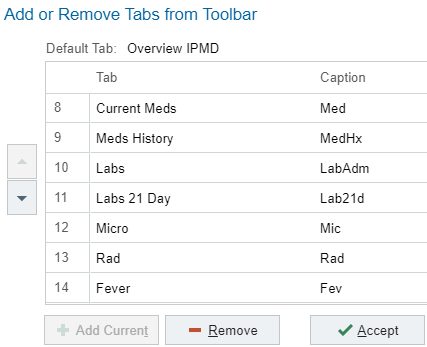 Add or Remove Tabs from Toolbar
Default Tab: Overview IPMD
Tab Caption
8 Current Meds Med
9 Meds History MedHx
10 Labs LabAdm
11 Labs 21 Day Lab21d
12 Micro Mic
13 Rad Rad
14 Fever Fev
Add Current Remove Accept